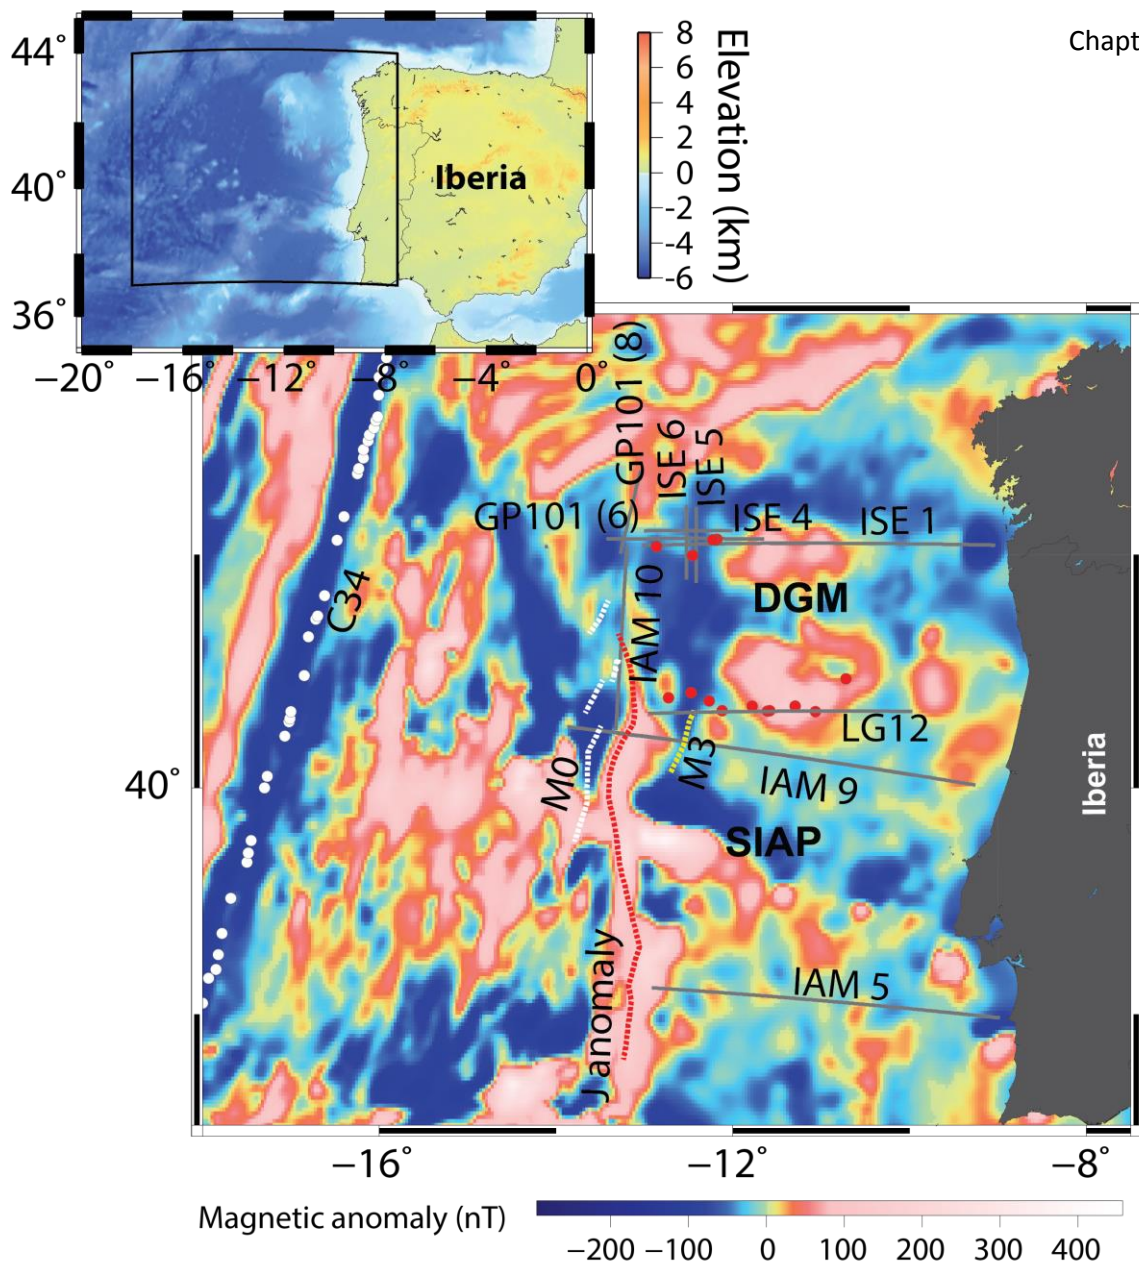 Chapt
44°
40°
36°
−20° −16° −12° −8° −4° 0°
Iberia
8
6
4
2
0
-2
-4
-6
Elevation (km)
GP101 (8)
ISE 6
ISE 5
GP101 (6)
ISE 4
ISE 1
C34
IAM 10
DGM
LG12
M0
M3
IAM 9
SIAP
Iberia
40°
J anomaly
IAM 5
−16° −12° −8°
Magnetic anomaly (nT)
−200 −100 0 100 200 300 400